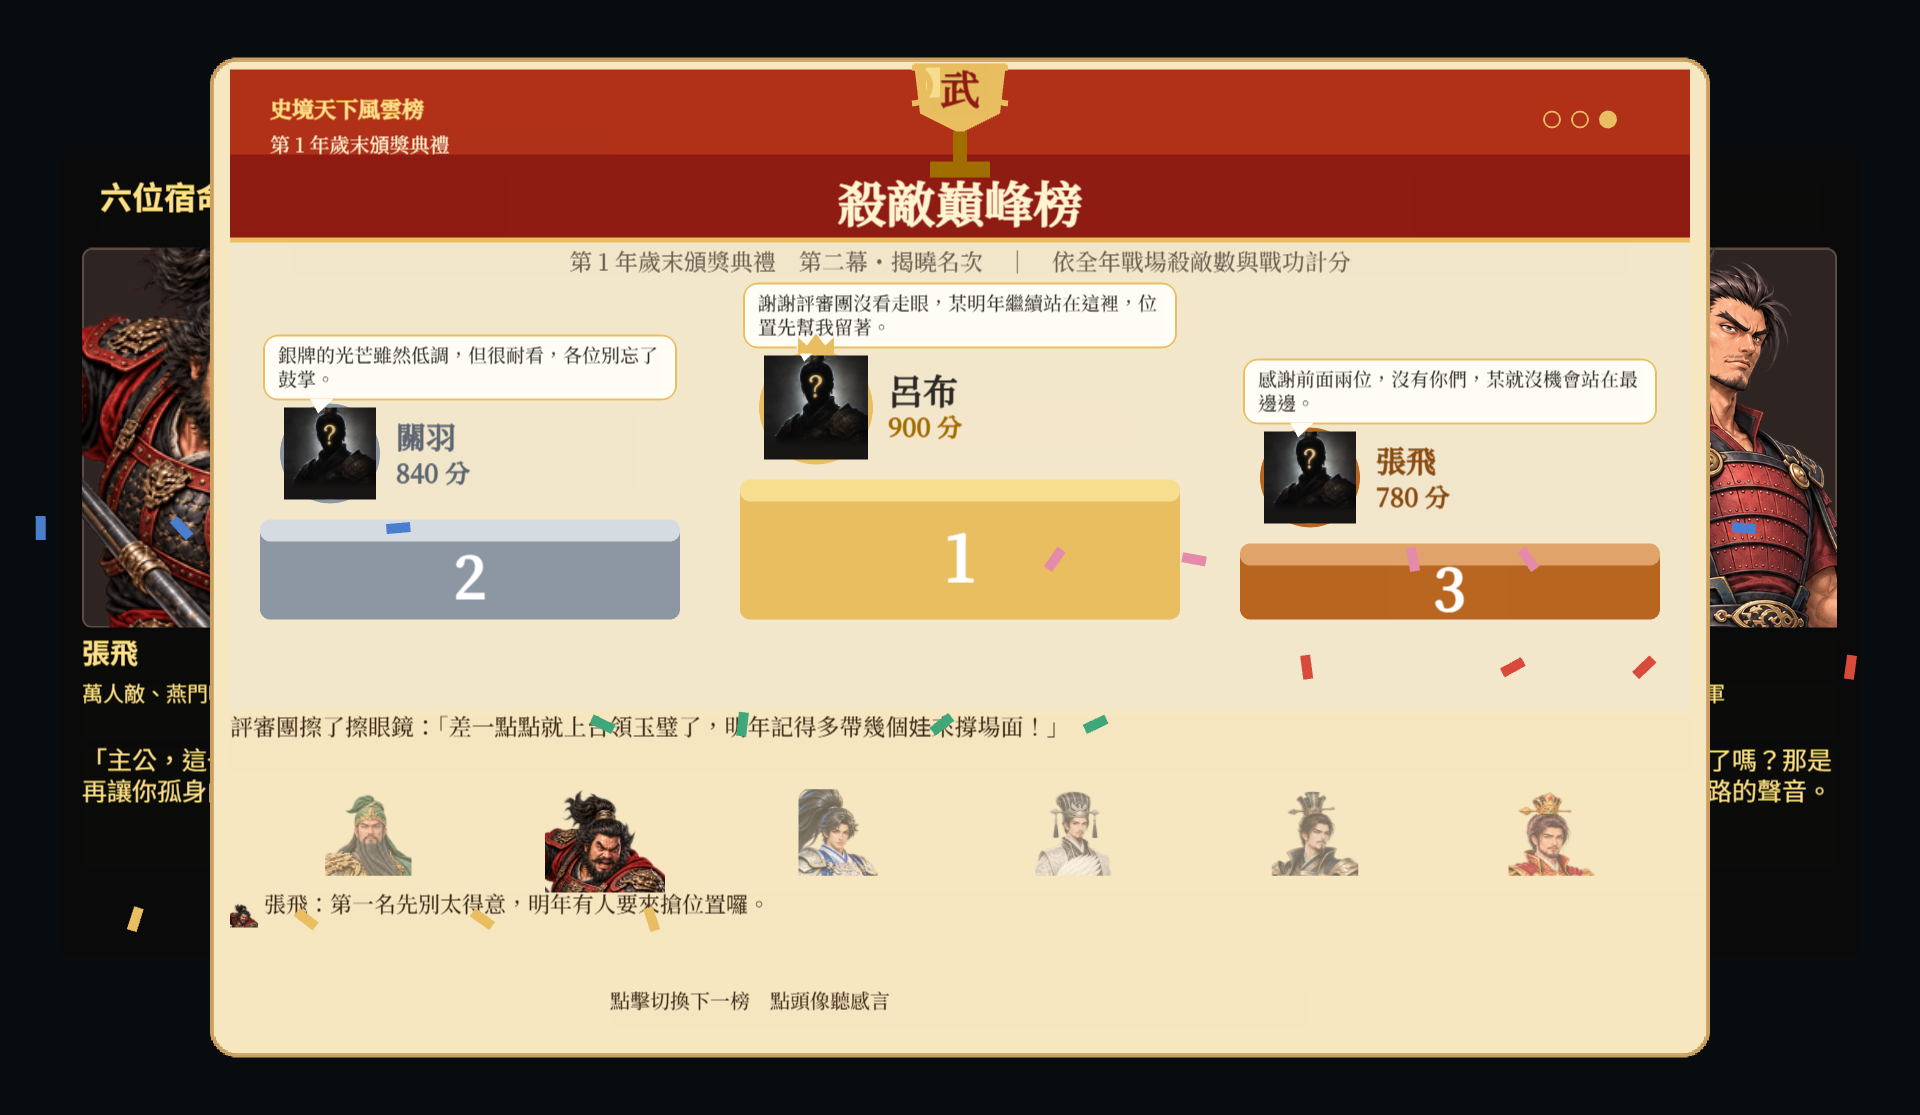 史境天下風雲榜
第 1 年歲末頒獎典禮
武
殺敵巔峰榜
第 1 年歲末頒獎典禮　第二幕・揭曉名次　｜　依全年戰場殺敵數與戰功計分
謝謝評審團沒看走眼，某明年繼續站在這裡，位
置先幫我留著。
銀牌的光芒雖然低調，但很耐看，各位別忘了
鼓掌。
感謝前面兩位，沒有你們，某就沒機會站在最
邊邊。
?
呂布
900 分
?
關羽
840 分
?
張飛
780 分
2
1
3
六位宿命
張飛
萬人敵、燕門
「主公，這
再讓你孤身
軍
了嗎？那是
路的聲音。
評審團擦了擦眼鏡：「差一點點就上台領玉璧了，明年記得多帶幾個娃來撐場面！」
張飛：第一名先別太得意，明年有人要來搶位置囉。
點擊切換下一榜　點頭像聽感言